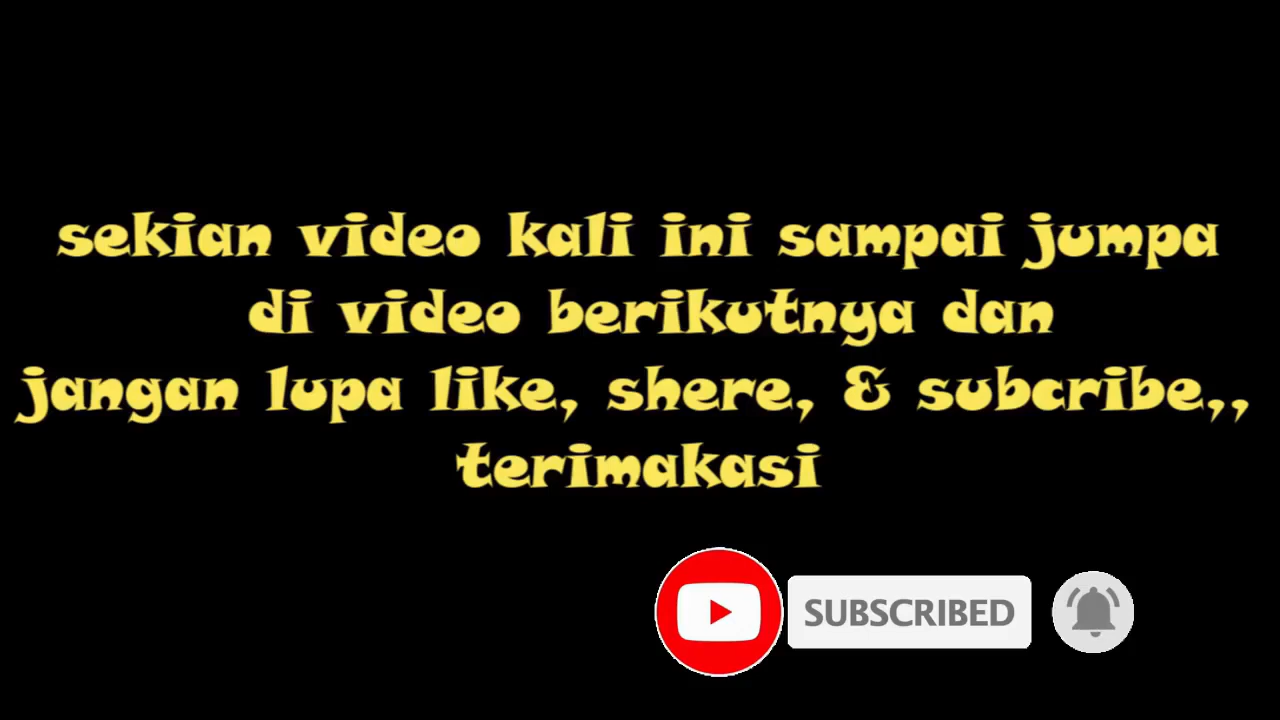 sekian video kali ini sampai jumpa
di video berikutnya dan
jangan lupa like, shere, & subcribe,,
terimakasi
SUBSCRIBED